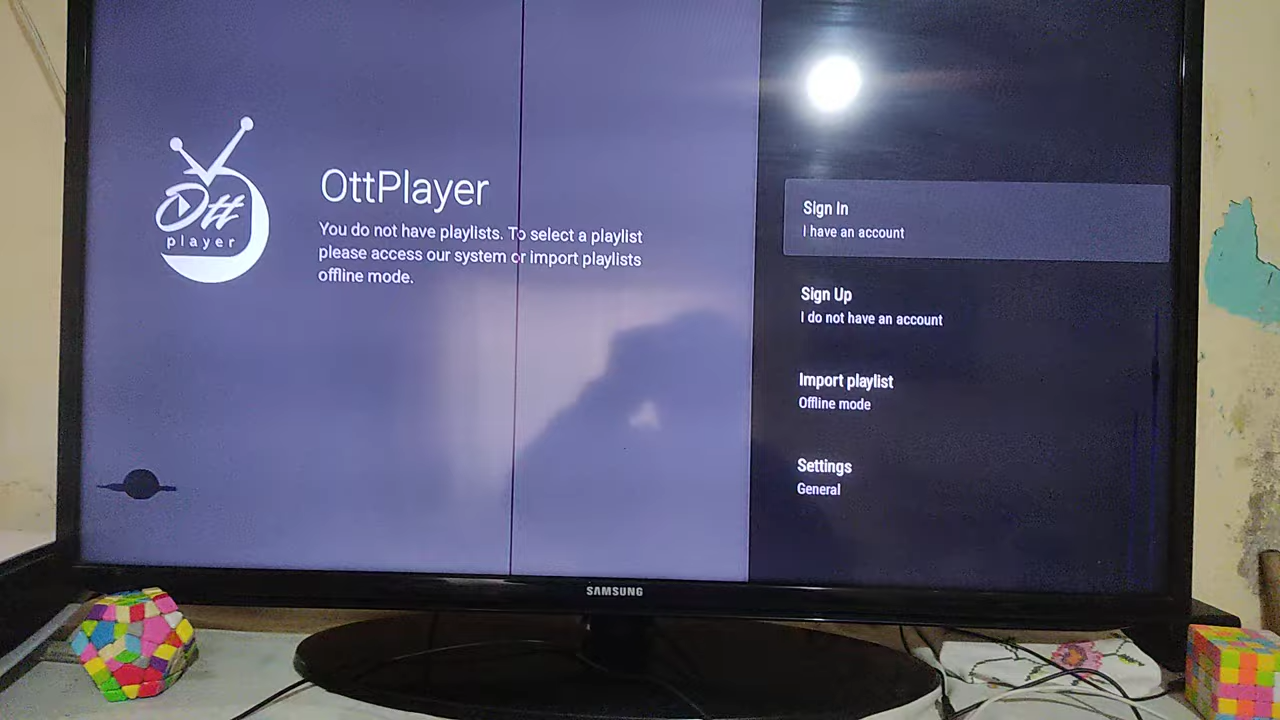 Ott
player
OttPlayer
You do not have playlists. To select a playlist
please access our system or import playlists
offline mode.
Sign In
I have an account
Sign Up
I do not have an account
Import playlist
Offline mode
Settings
General
SAMSUNG